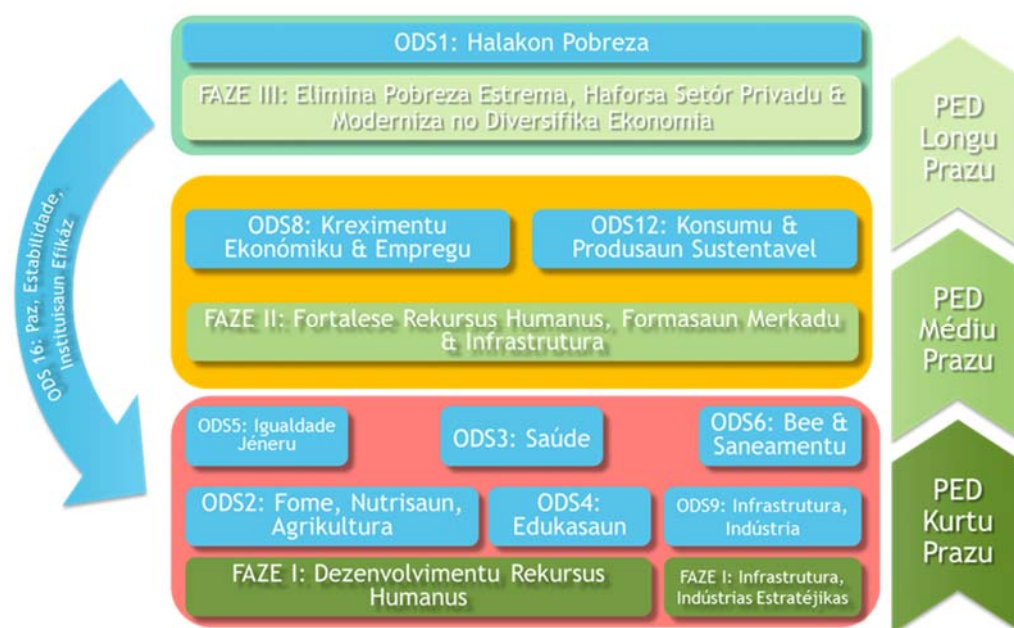 ODS1: Halakon Pobreza
FAZE III: Elimina Pobreza Estrema, Haforsa Setór Privadu &
Moderniza no Diversifika Ekonomia
PED
Longu
Prazu
ODS 16: Paz, Estabilidade,
Instituisaun Efikáz
ODS8: Kreximentu
Ekonómiku & Empregu
ODS12: Konsumu &
Produsaun Sustentavel
FAZE II: Fortalese Rekursus Humanus, Formasaun Merkadu
& Infrastrutura
PED
Médiu
Prazu
ODS5: Igualdade
Jéneru
ODS3: Saúde
ODS6: Bee &
Saneamentu
ODS2: Fome, Nutrisaun,
Agrikultura
ODS4:
Edukasaun
ODS9: Infrastrutura,
Indústria
FAZE I: Dezenvolvimentu Rekursus
Humanus
FAZE I: Infrastrutura,
Indústrias Estratéjikas
PED
Kurtu
Prazu